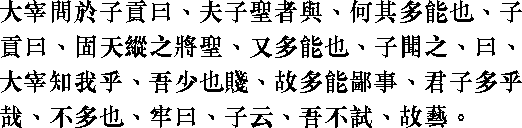 大宰問於子貢曰、夫子聖者與、何其多能也、子
貢曰、固天縱之將聖、又多能也、子聞之、曰、
大宰知我乎、吾少也賤、故多能鄙事、君子多乎
哉、不多也、牢曰、子云、吾不試、故藝。